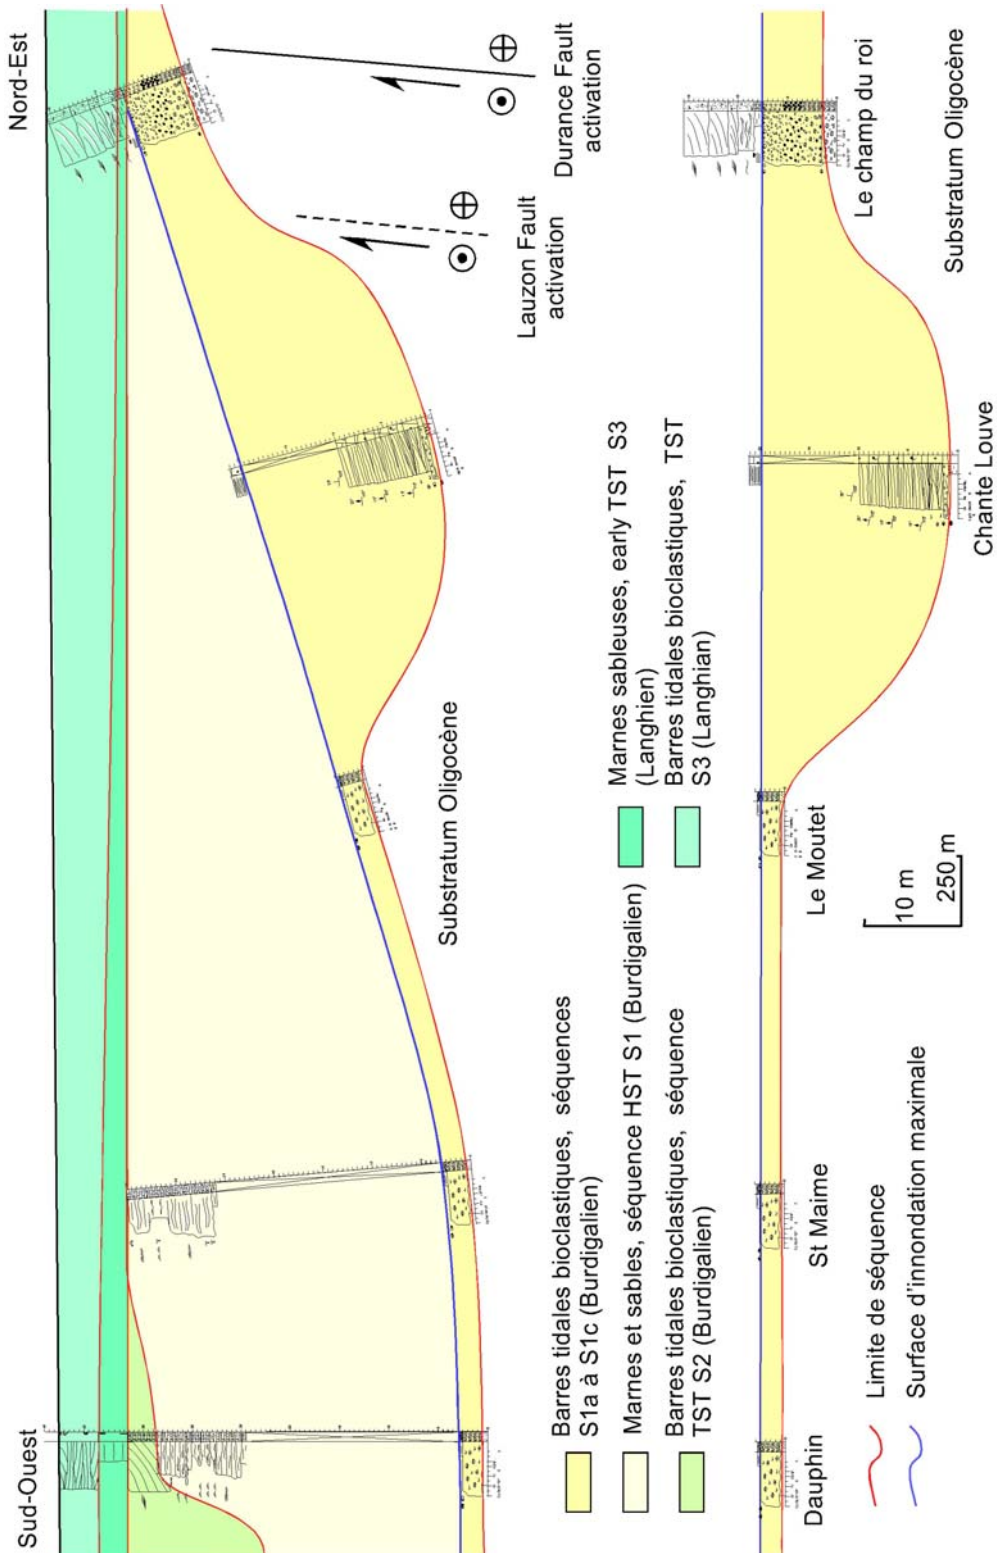 Sud-Ouest
Nord-Est
Substratum Oligocène
Lauzon Fault
activation
Durance Fault
activation
Barres tidales bioclastiques, séquences
S1a à S1c (Burdigalien)
Marnes et sables, séquence HST S1 (Burdigalien)
Barres tidales bioclastiques, séquence
TST S2 (Burdigalien)
Marnes sableuses, early TST S3
(Langhien)
Barres tidales bioclastiques, TST
S3 (Langhian)
Dauphin
St Maime
Le Moutet
Chante Louve
Le champ du roi
Substratum Oligocène
Limite de séquence
Surface d'innondation maximale
10 m
250 m